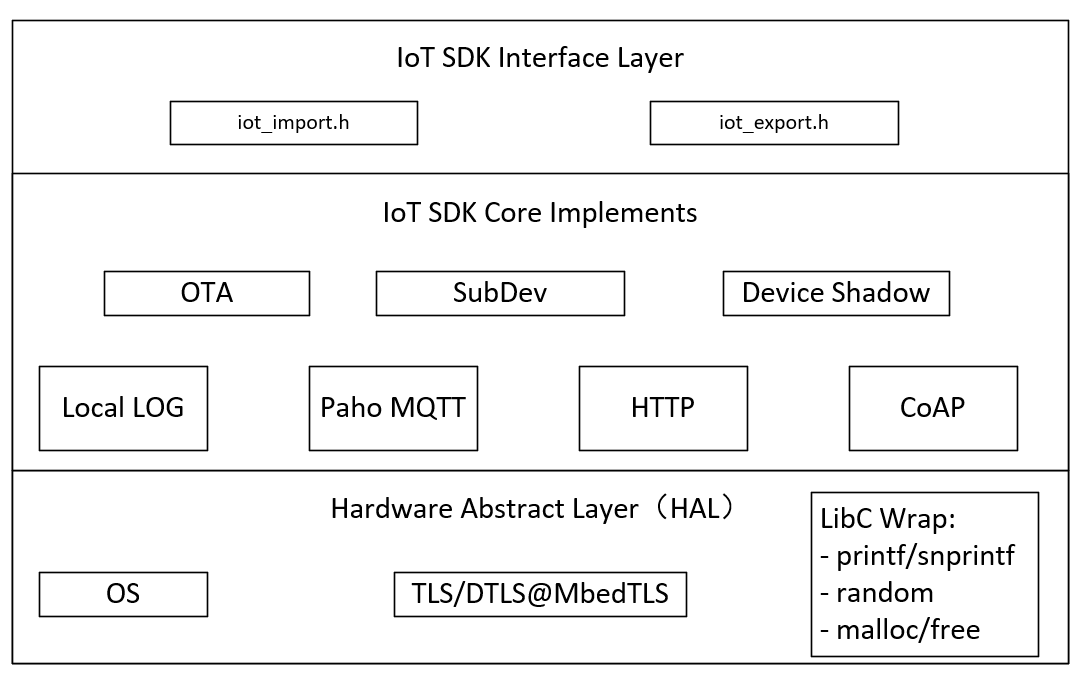 IoT SDK Interface Layer
iot_import.h
iot_export.h
IoT SDK Core Implements
OTA
SubDev
Device Shadow
Local LOG
Paho MQTT
HTTP
CoAP
Hardware Abstract Layer（HAL）
OS
TLS/DTLS@MbedTLS
LibC Wrap:
- printf/snprintf
- random
- malloc/free